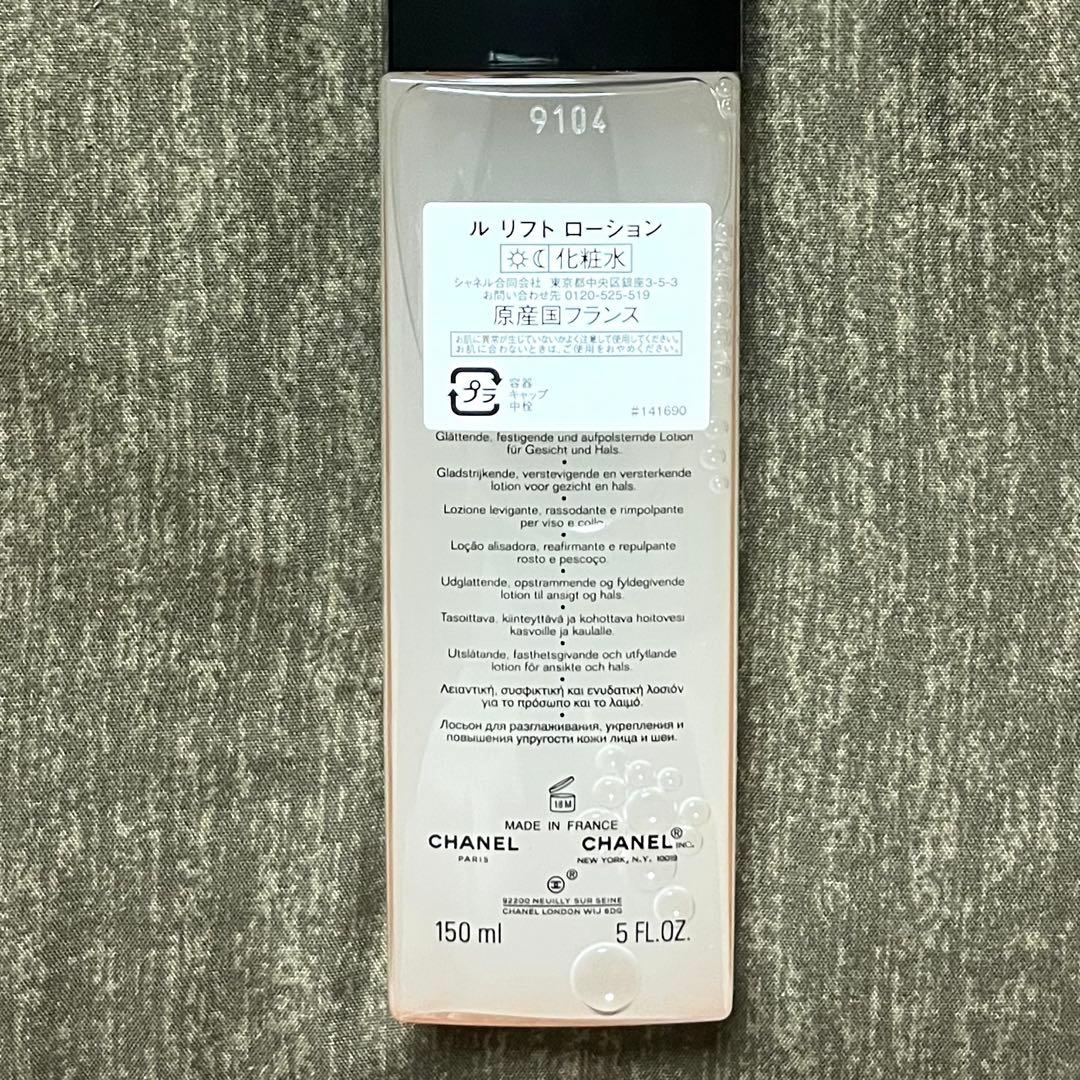 9104
ル リフト ローション
化粧水
シャネル合同会社 東京都中央区銀座3-5-3
お問い合わせ先 0120-525-519
原産国フランス
お肌に異常が生じていないかよく注意して使用してください。
お肌に合わないときは、ご使用をおやめください。
プラ
容器
キャップ
中栓
#141690
Glättende, festigende und aufpolsternde Lotion
für Gesicht und Hals.
Gladstrijkende, verstevigende en versterkende
lotion voor gezicht en hals.
Lozione levigante, rassodante e rimpolpante
per viso e collo.
Loção alisadora, reafirmante e repulpante
rosto e pescoço.
Udglattende, opstrammende og fyldegivende
lotion til ansigt og hals.
Tasoittava, kiinteyttävä ja kohottava hoitovesi
kasvoille ja kaulalle.
Utslätande, fasthetsgivande och utfyllande
lotion för ansikte och hals.
Λειαντική, συσφικτική και ενυδατική λοσιόν
για το πρόσωπο και το λαιμό.
Лосьон для разглаживания, укрепления и
повышения упругости кожи лица и шеи.
18M
MADE IN FRANCE
CHANEL CHANEL® INC.
PARIS NEW YORK, N.Y. 10019
®
92200 NEUILLY SUR SEINE
CHANEL LONDON W1J 6DG
150 ml 5 FL.OZ.